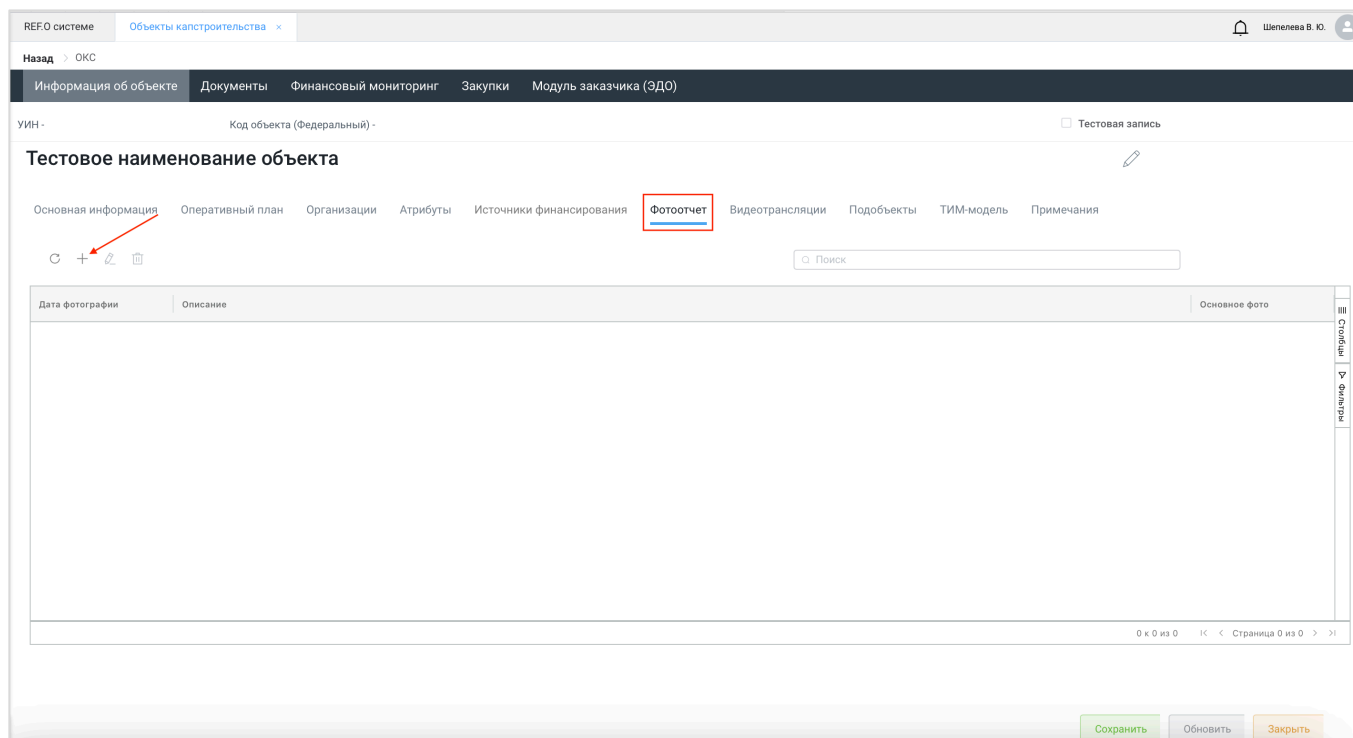 REF.О системе Объекты капстроительства × Шепелева В. Ю.
Назад > ОКС
Информация об объекте Документы Финансовый мониторинг Закупки Модуль заказчика (ЭДО)
УИН - Код объекта (Федеральный) - Тестовая запись
Тестовое наименование объекта
Основная информация Оперативный план Организации Атрибуты Источники финансирования Фотоотчет Видеотрансляции Подобъекты ТИМ-модель Примечания
Поиск
Дата фотографии Описание Основное фото
Столбцы
Фильтры
0 к 0 из 0 Страница 0 из 0
Сохранить Обновить Закрыть